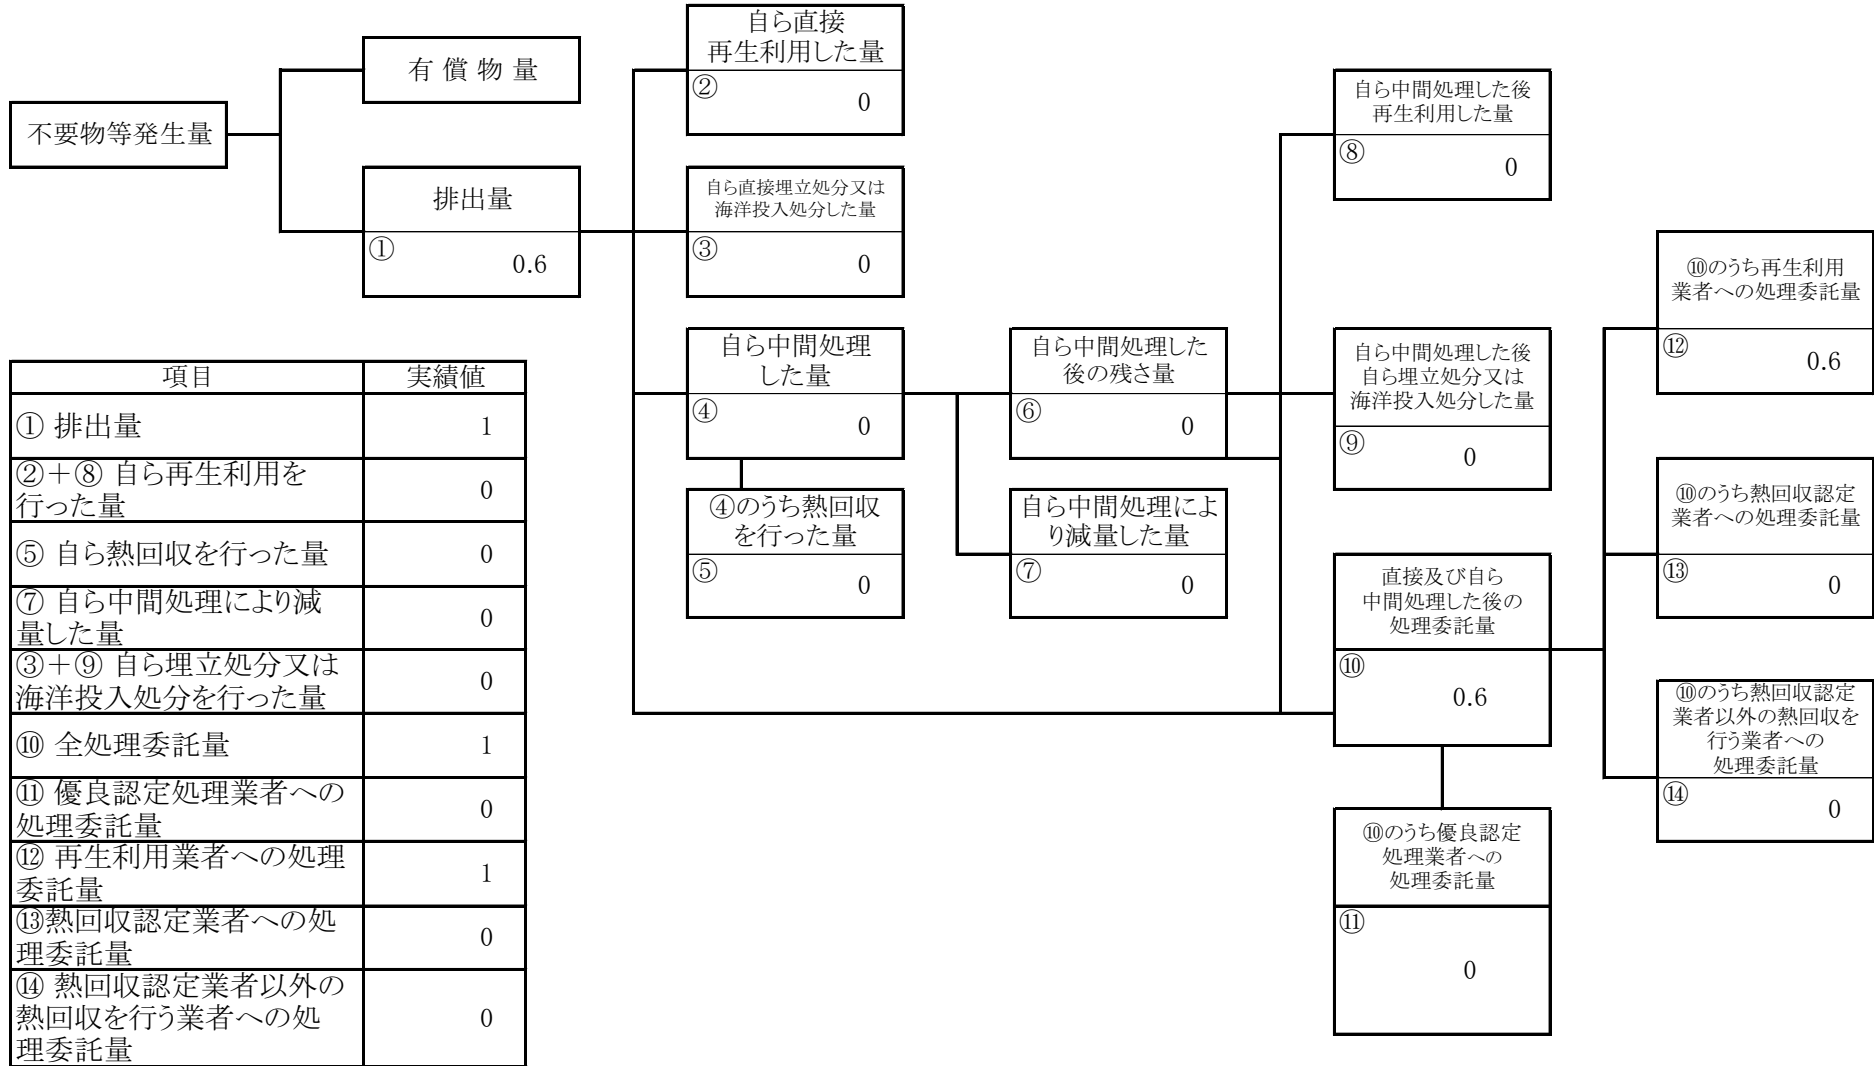 不要物等発生量
有 償 物 量
排出量
①
0.6
自ら直接
再生利用した量
②
0
自ら直接埋立処分又は
海洋投入処分した量
③
0
自ら中間処理
した量
④
0
④のうち熱回収
を行った量
⑤
0
自ら中間処理した
後の残さ量
⑥
0
自ら中間処理によ
り減量した量
⑦
0
自ら中間処理した後
再生利用した量
⑧
0
自ら中間処理した後
自ら埋立処分又は
海洋投入処分した量
⑨
0
直接及び自ら
中間処理した後の
処理委託量
⑩
0.6
⑩のうち優良認定
処理業者への
処理委託量
⑪
0
⑩のうち再生利用
業者への処理委託量
⑫
0.6
⑩のうち熱回収認定
業者への処理委託量
⑬
0
⑩のうち熱回収認定
業者以外の熱回収を
行う業者への
処理委託量
⑭
0
項目 実績値
① 排出量 1
②+⑧ 自ら再生利用を
行った量 0
⑤ 自ら熱回収を行った量 0
⑦ 自ら中間処理により減
量した量 0
③+⑨ 自ら埋立処分又は
海洋投入処分を行った量 0
⑩ 全処理委託量 1
⑪ 優良認定処理業者への
処理委託量 0
⑫ 再生利用業者への処理
委託量 1
⑬熱回収認定業者への処
理委託量 0
⑭ 熱回収認定業者以外の
熱回収を行う業者への処 0
理委託量